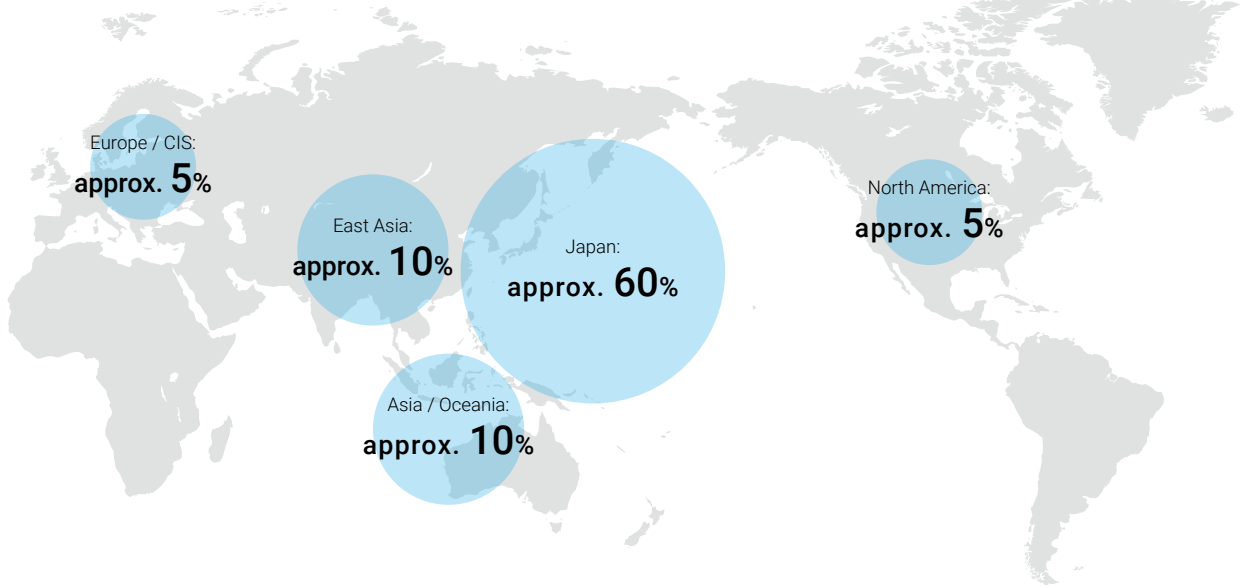 Europe / CIS:
approx. 5%
East Asia:
approx. 10%
Japan:
approx. 60%
North America:
approx. 5%
Asia / Oceania:
approx. 10%